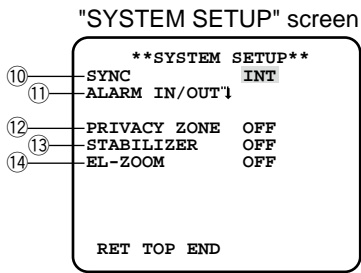 "SYSTEM SETUP" screen
**SYSTEM SETUP**
⑩ SYNC INT
⑪ ALARM IN/OUT
⑫ PRIVACY ZONE OFF
⑬ STABILIZER OFF
⑭ EL-ZOOM OFF
RET TOP END